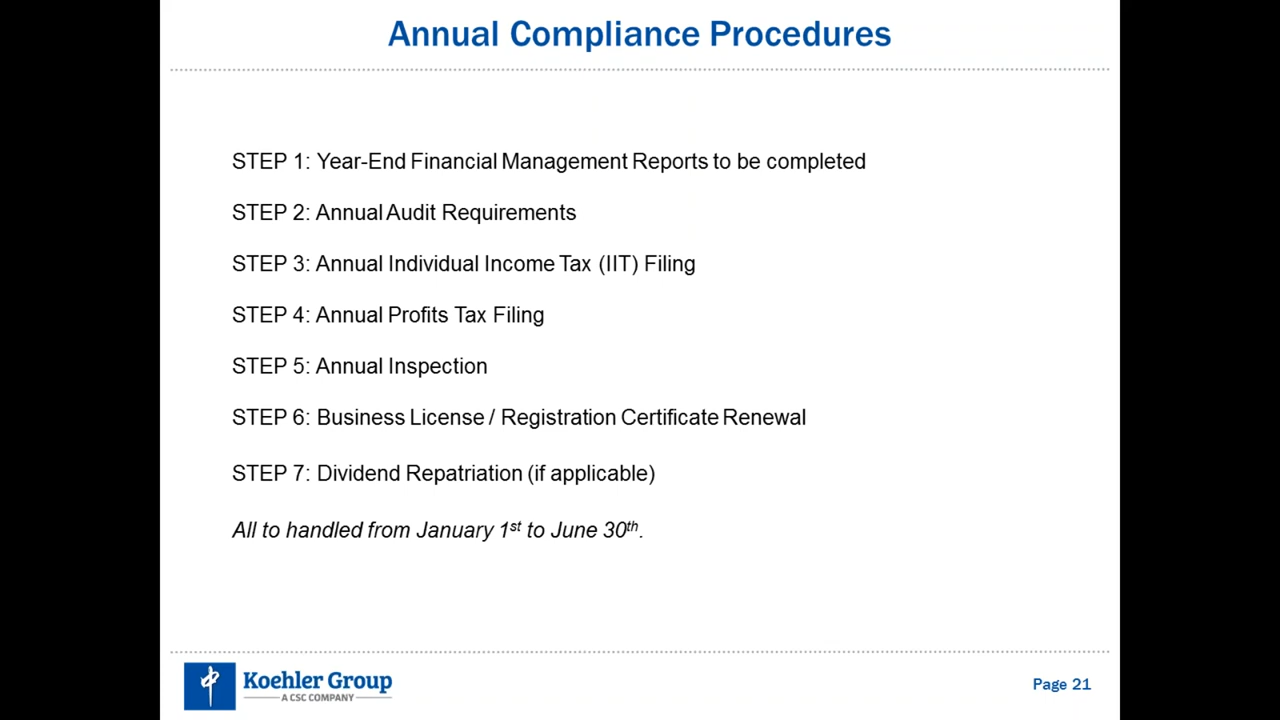 Annual Compliance Procedures
STEP 1: Year-End Financial Management Reports to be completed
STEP 2: Annual Audit Requirements
STEP 3: Annual Individual Income Tax (IIT) Filing
STEP 4: Annual Profits Tax Filing
STEP 5: Annual Inspection
STEP 6: Business License / Registration Certificate Renewal
STEP 7: Dividend Repatriation (if applicable)
All to handled from January 1st to June 30th.
Koehler Group
A CSC COMPANY
Page 21